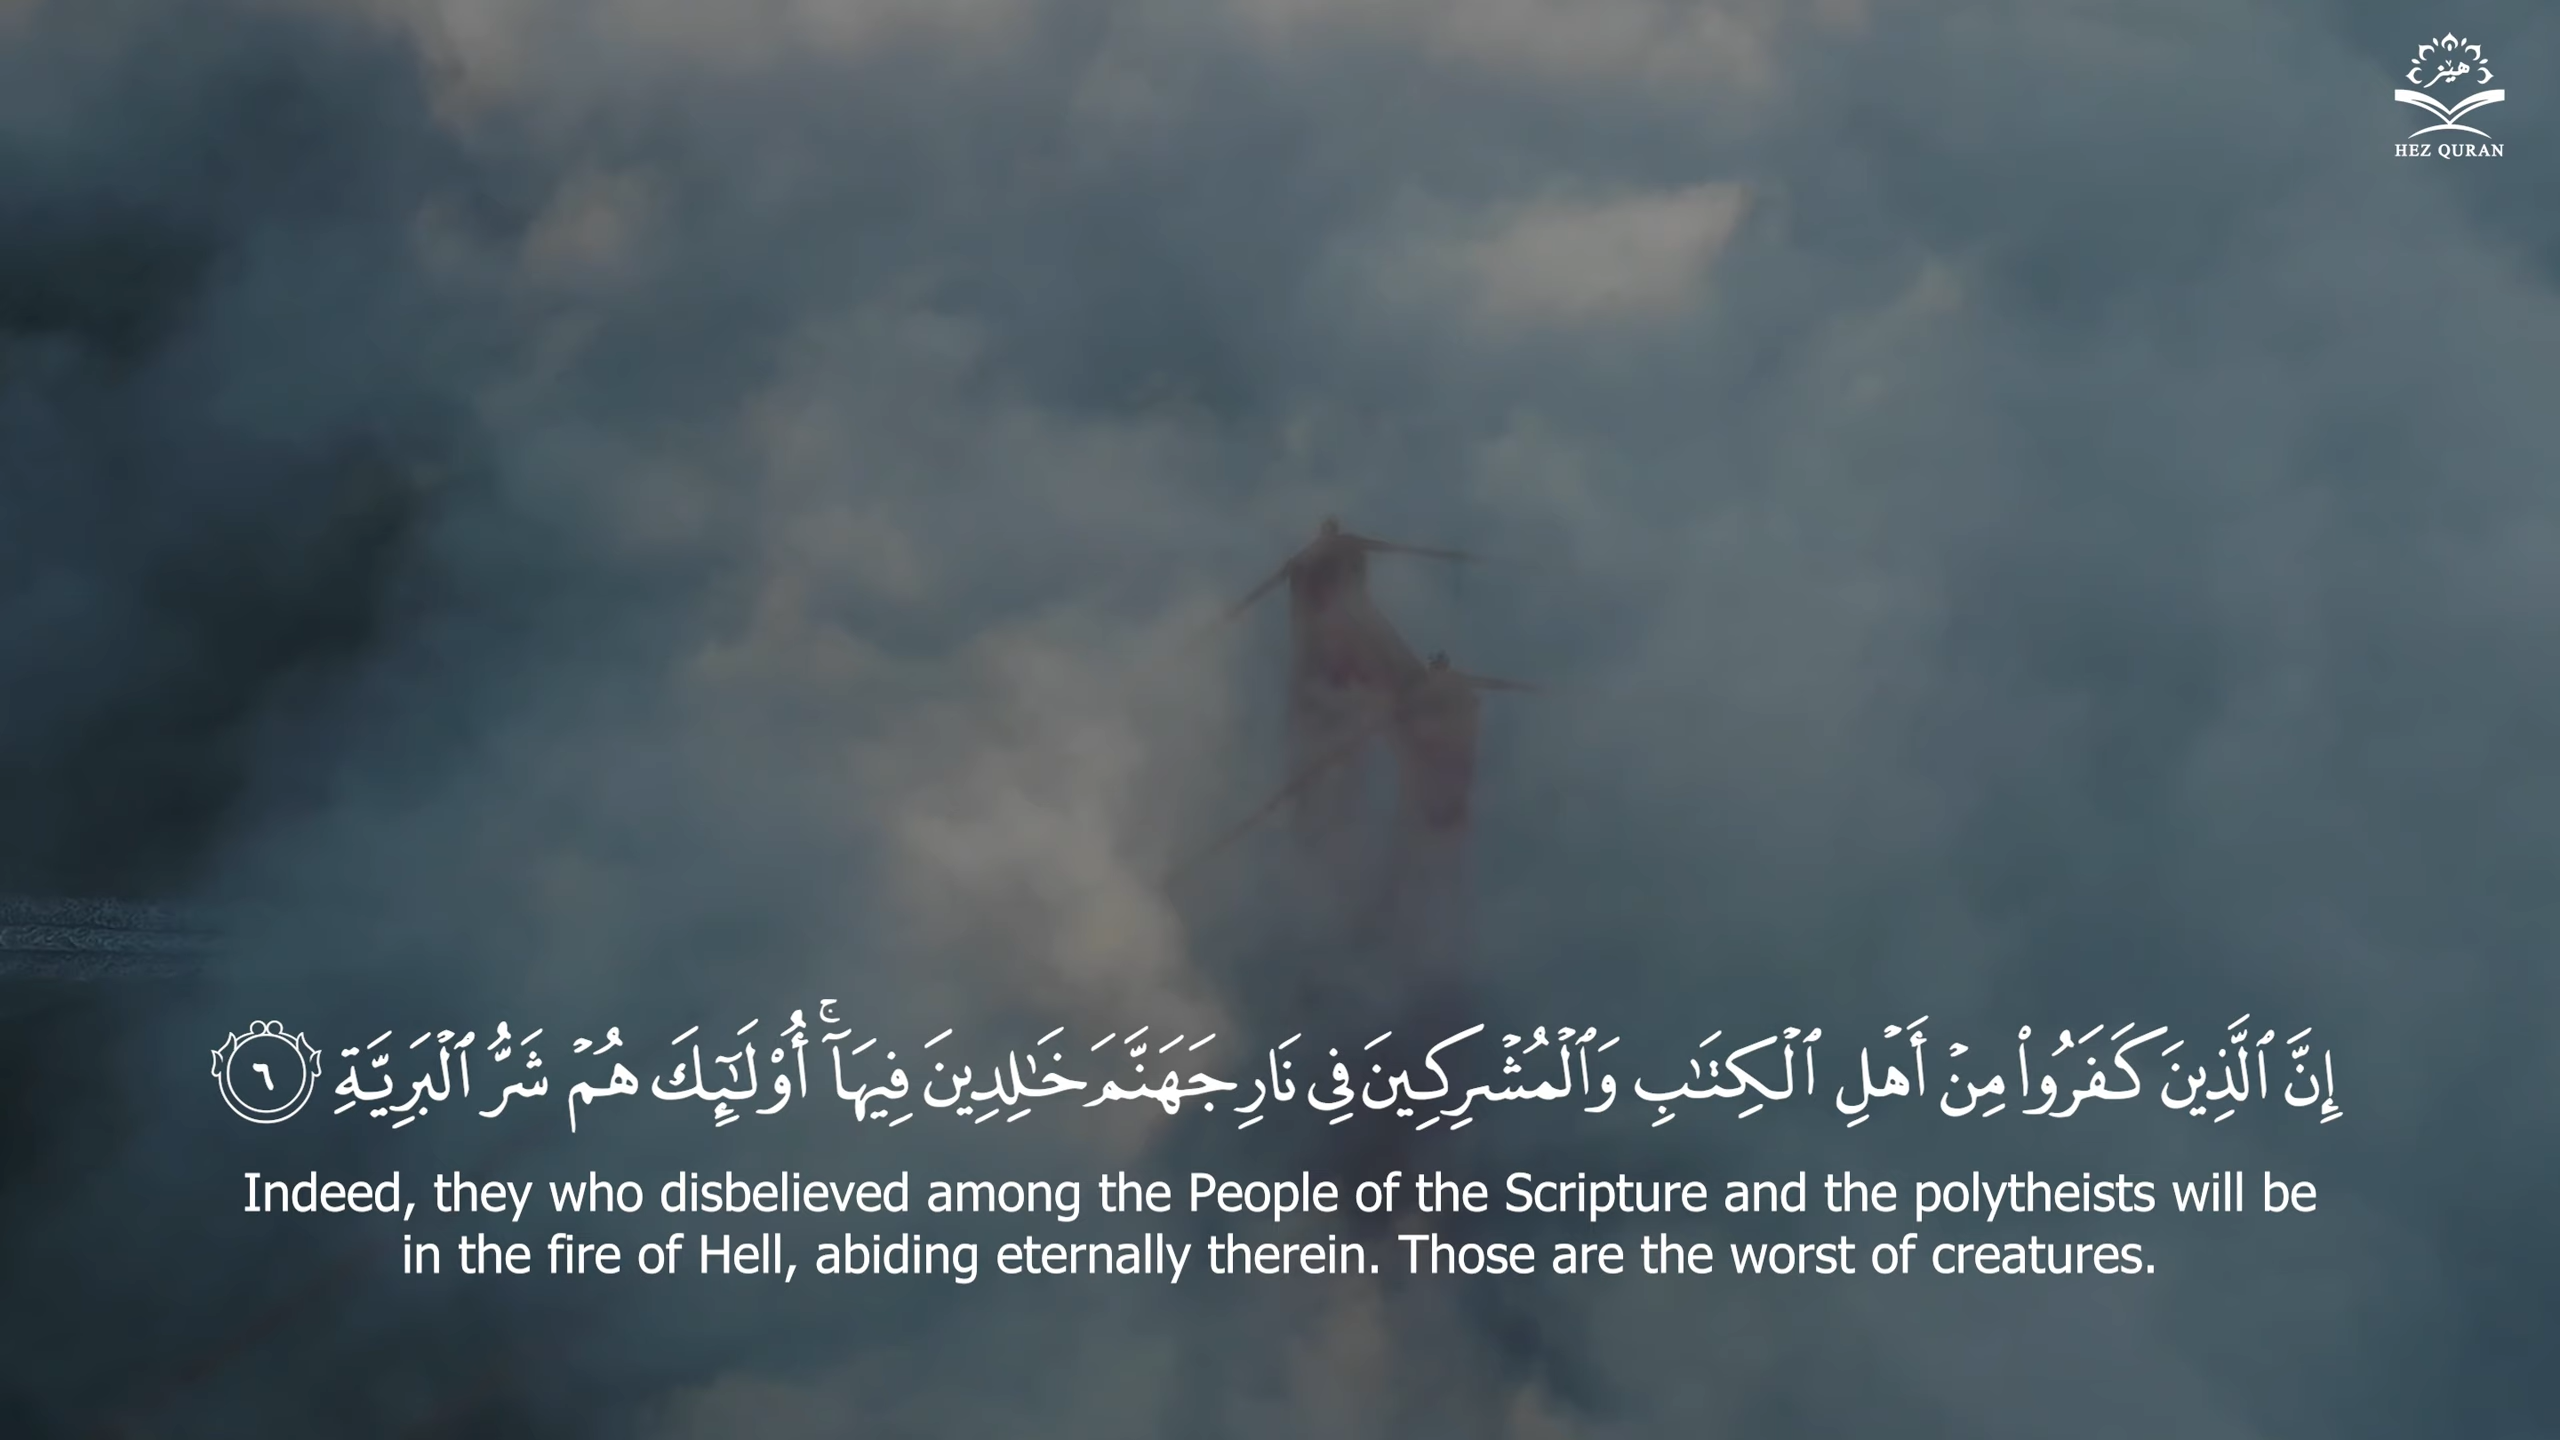 هيز
HEZ QURAN
إِنَّ ٱلَّذِينَ كَفَرُوا۟ مِنْ أَهْلِ ٱلْكِتَـٰبِ وَٱلْمُشْرِكِينَ فِى نَارِ جَهَنَّمَ خَـٰلِدِينَ فِيهَآ ۚ أُو۟لَـٰٓئِكَ هُمْ شَرُّ ٱلْبَرِيَّةِ ٦
Indeed, they who disbelieved among the People of the Scripture and the polytheists will be
in the fire of Hell, abiding eternally therein. Those are the worst of creatures.